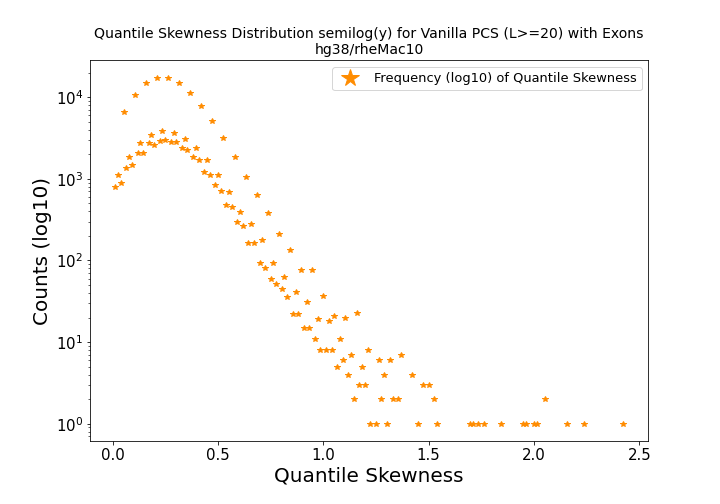 Quantile Skewness Distribution semilog(y) for Vanilla PCS (L>=20) with Exons
hg38/rheMac10
Frequency (log10) of Quantile Skewness
Counts (log10)
10⁴
10³
10²
10¹
10⁰
0.0 0.5 1.0 1.5 2.0 2.5
Quantile Skewness